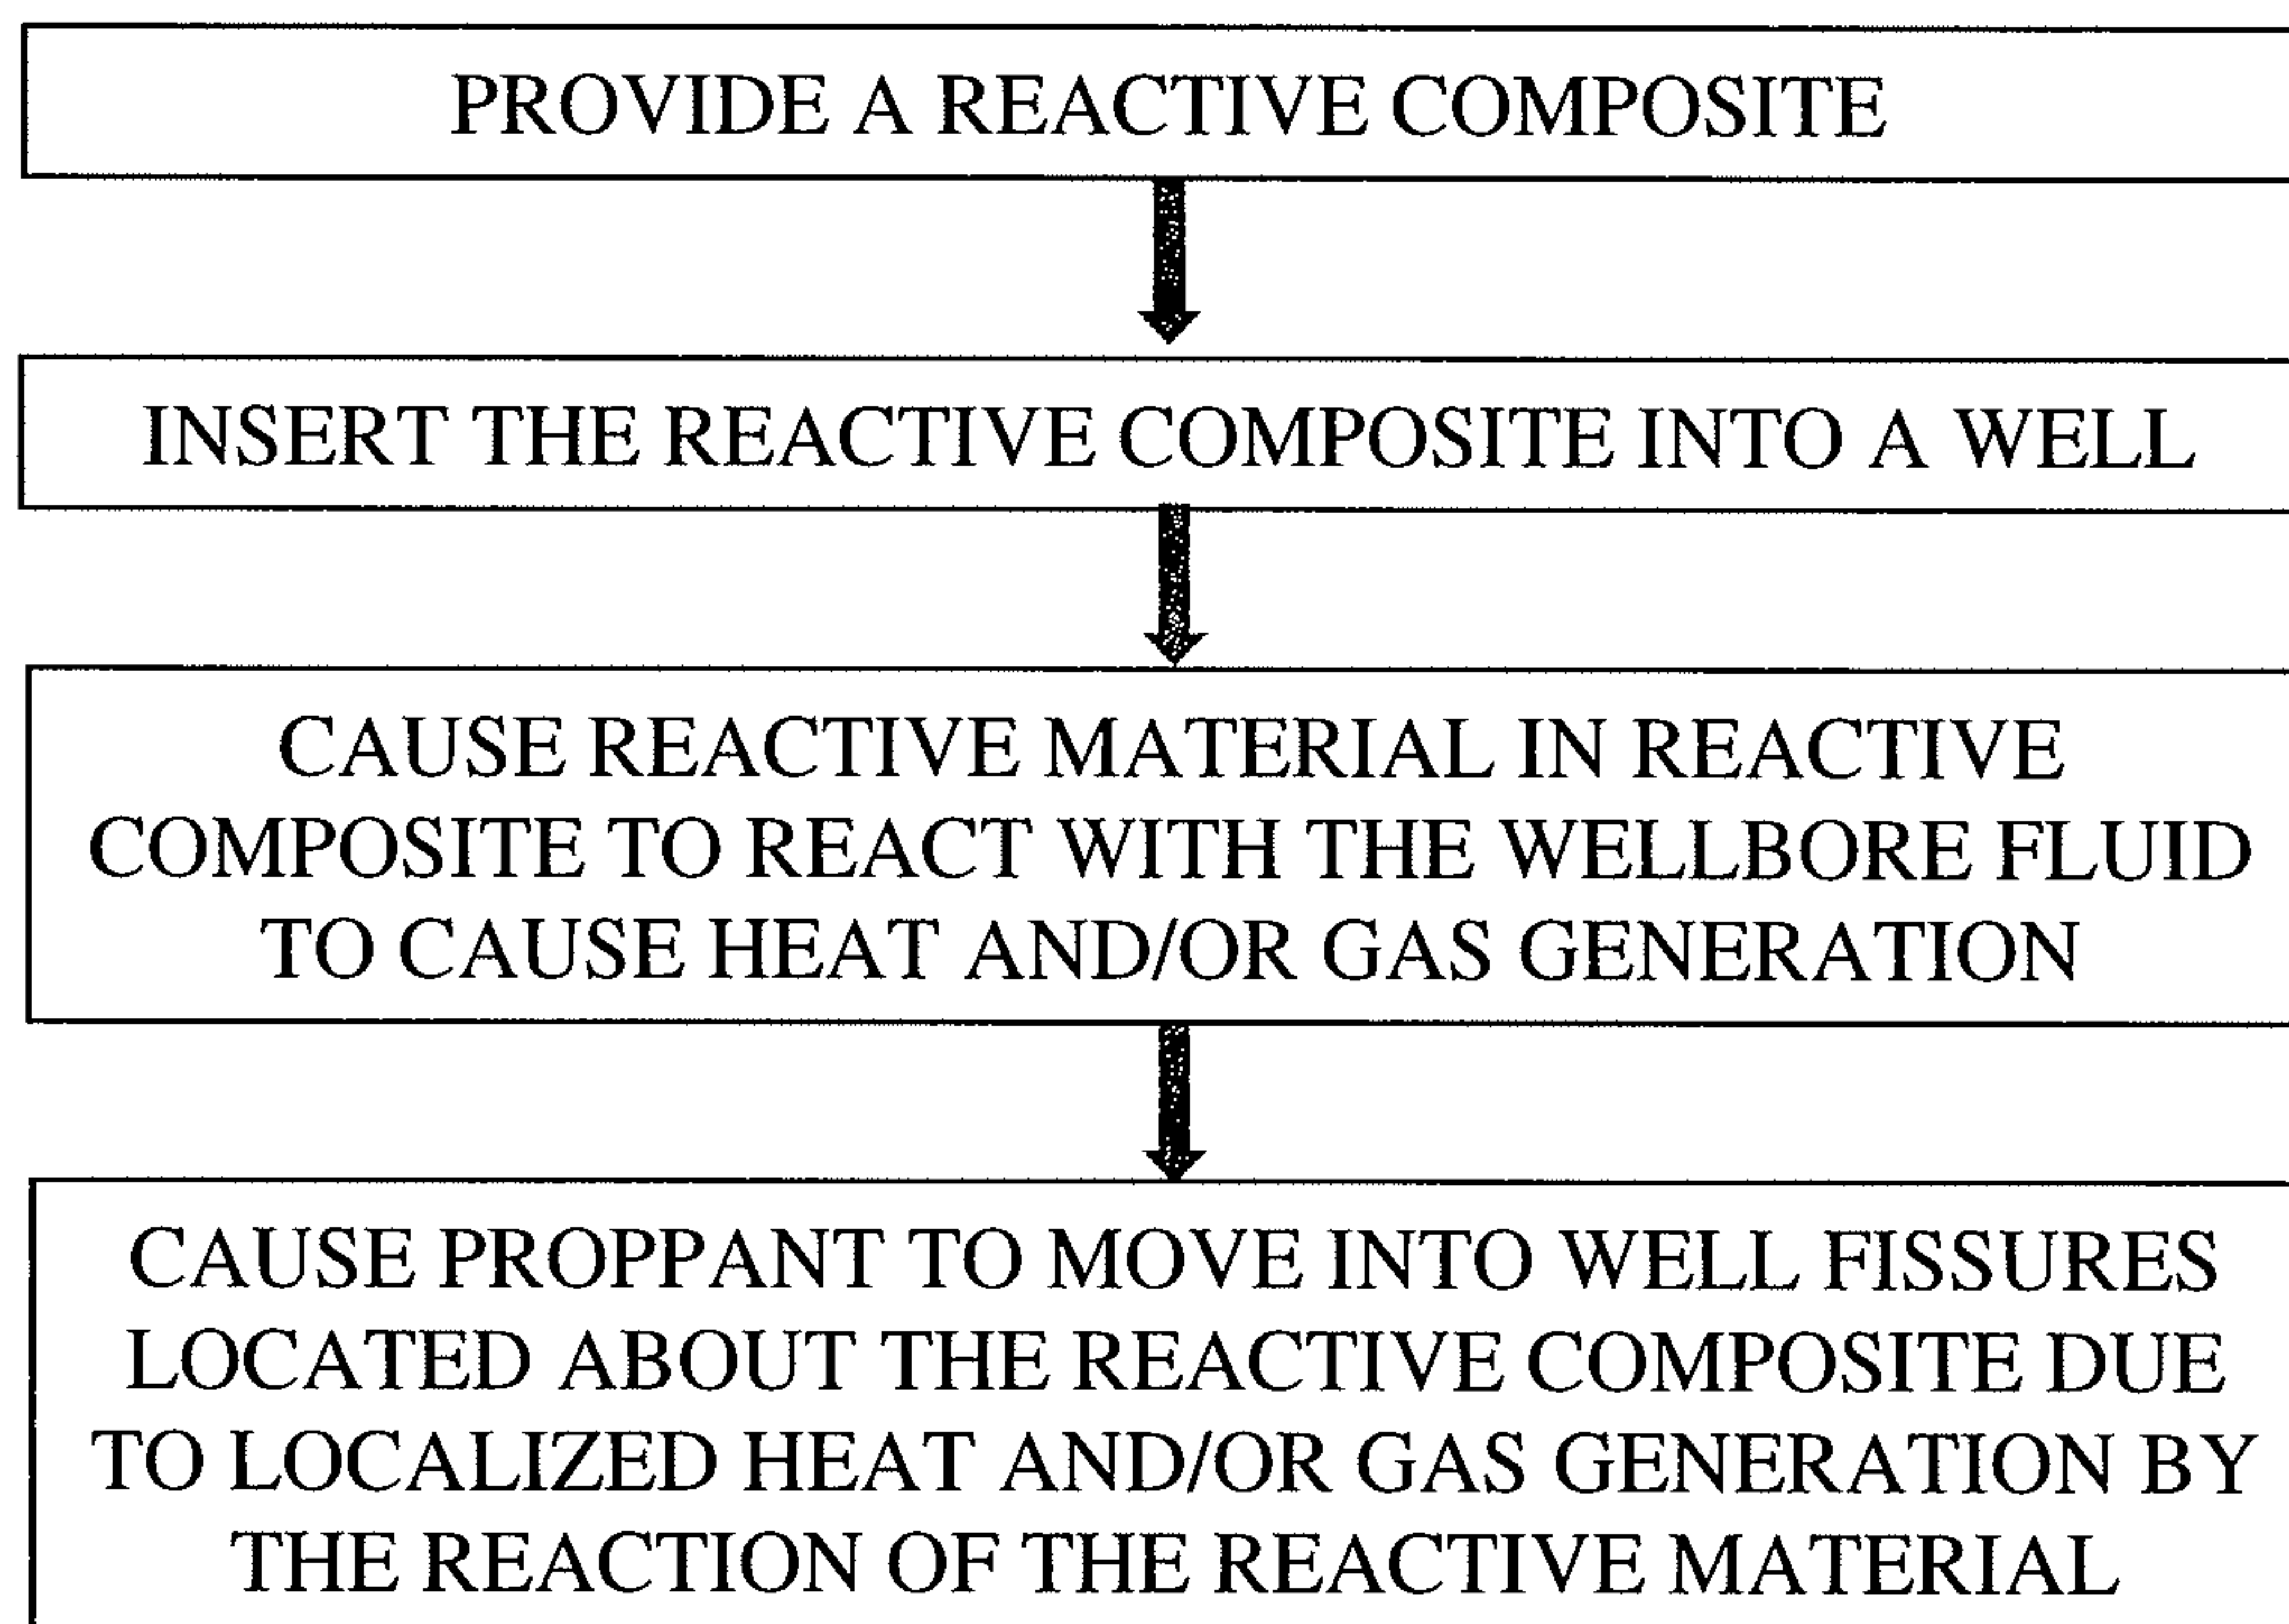 PROVIDE A REACTIVE COMPOSITE
INSERT THE REACTIVE COMPOSITE INTO A WELL
CAUSE REACTIVE MATERIAL IN REACTIVE
COMPOSITE TO REACT WITH THE WELLBORE FLUID
TO CAUSE HEAT AND/OR GAS GENERATION
CAUSE PROPPANT TO MOVE INTO WELL FISSURES
LOCATED ABOUT THE REACTIVE COMPOSITE DUE
TO LOCALIZED HEAT AND/OR GAS GENERATION BY
THE REACTION OF THE REACTIVE MATERIAL